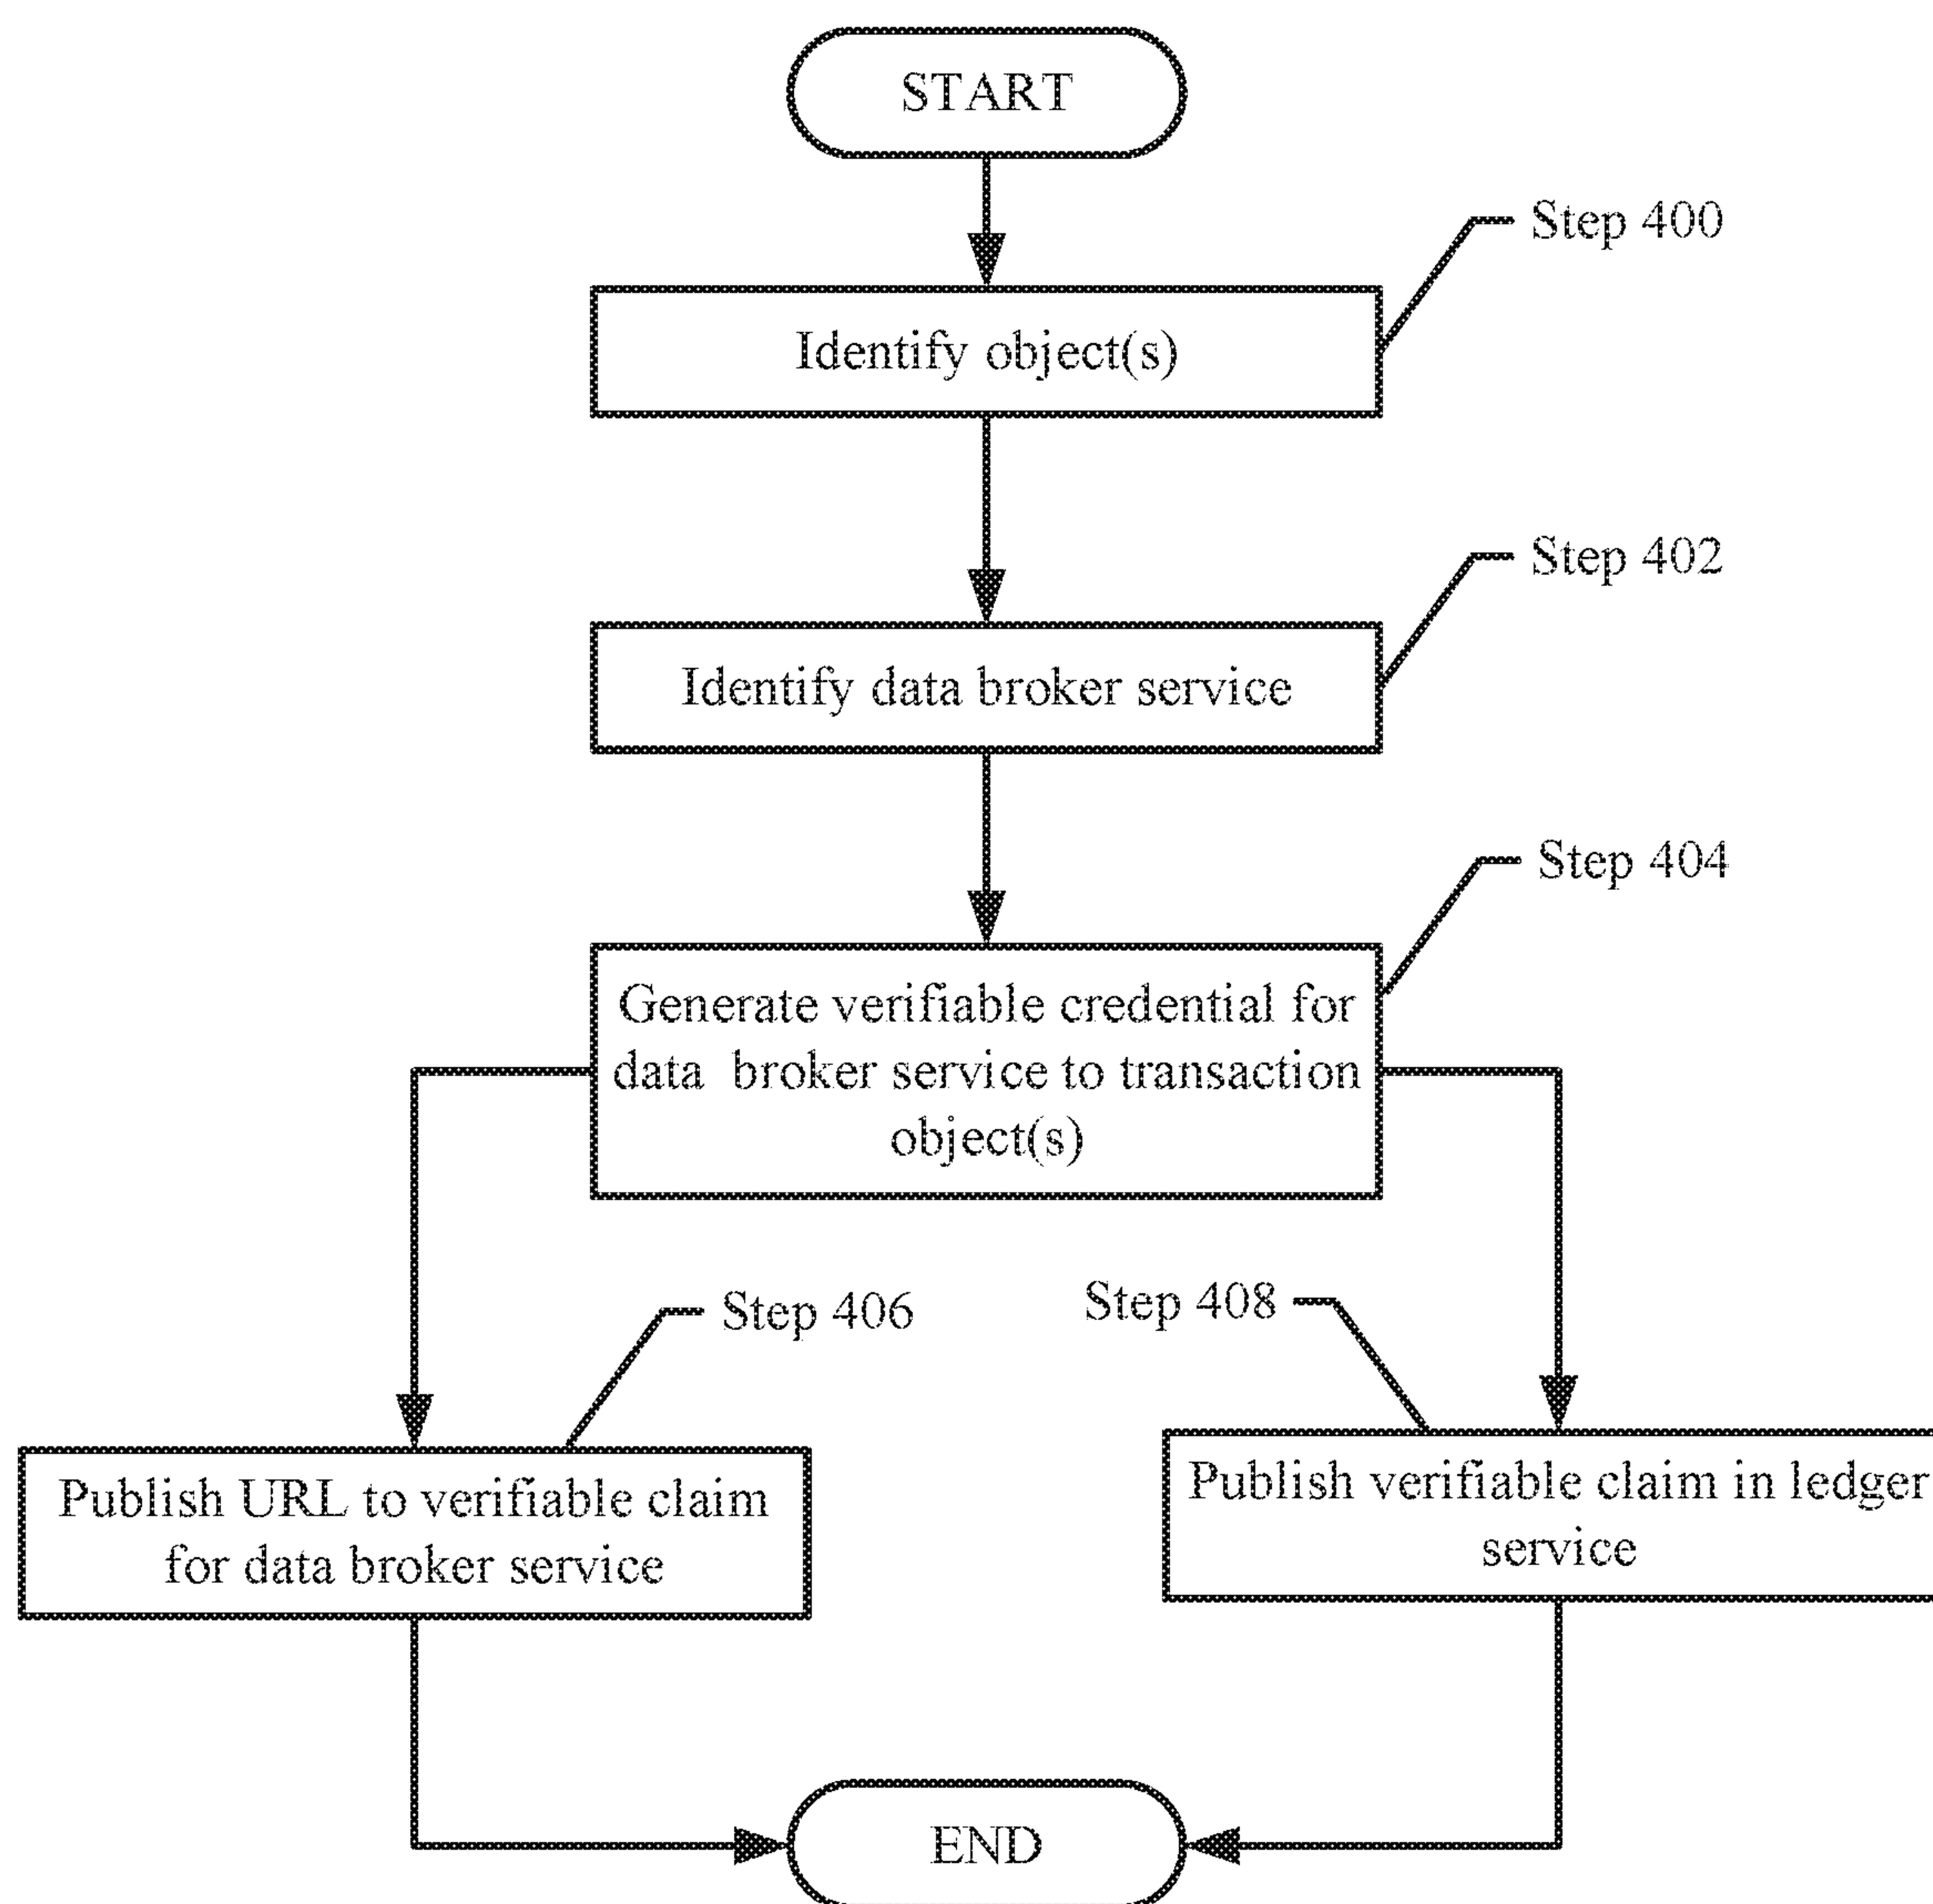 START
Step 400
Identify object(s)
Step 402
Identify data broker service
Step 404
Generate verifiable credential for
data broker service to transaction
object(s)
Step 406
Step 408
Publish URL to verifiable claim
for data broker service
Publish verifiable claim in ledger
service
END